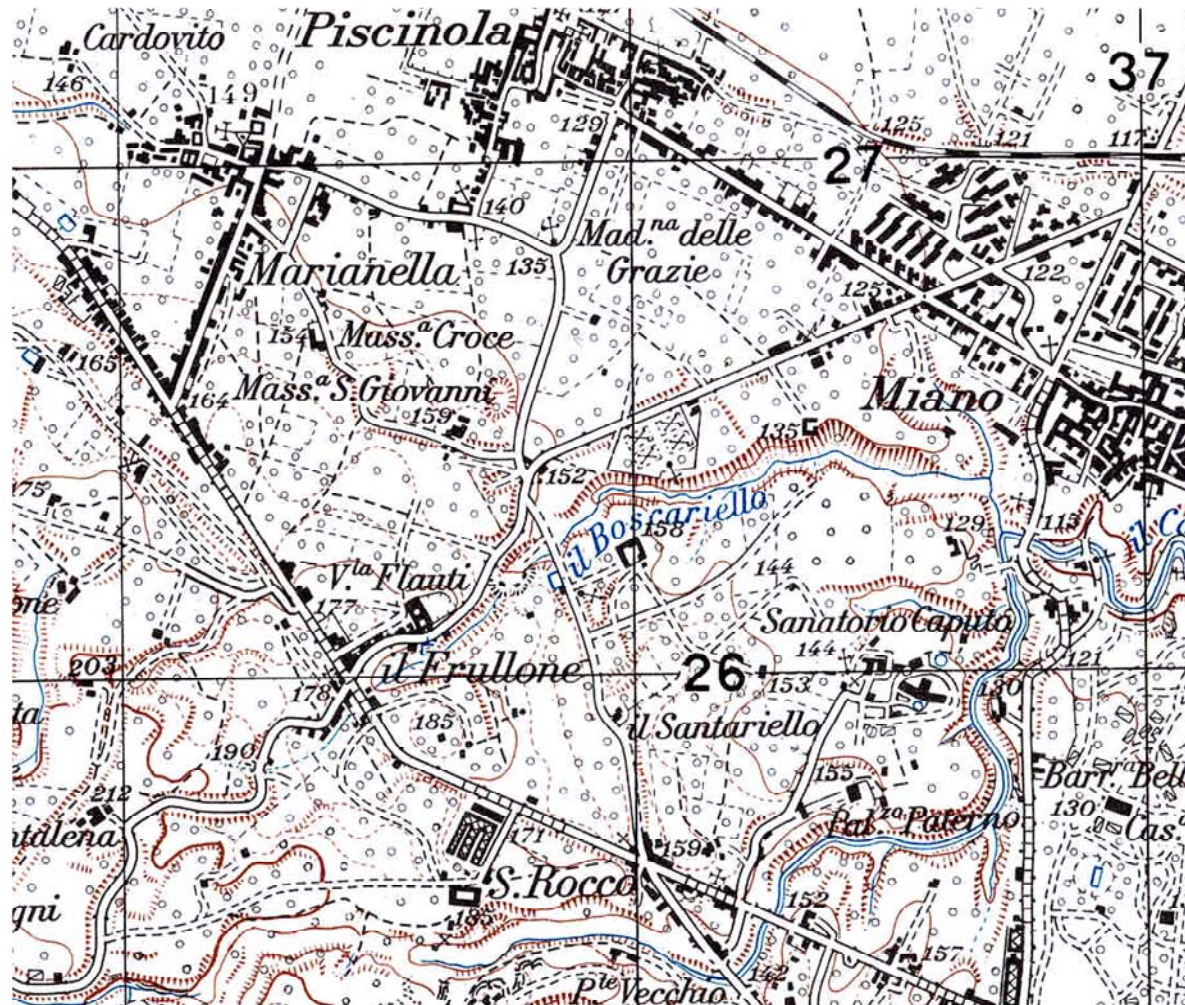 Cardovito
Piscinola
37
146
149
129
125
121
117
27
140
Mad.na delle
Grazie
135
Marianella
122
125
154
Mass.a Croce
165
164
Mass.a S. Giovanni
159
Miano
135
152
175
il Boscariello
158
129
115
V.la Flauti
177
144
Sanatorio Caputo
203
il Frullone
26
144
153
121
130
178
185
il Santariello
190
155
Barr.ra Bell
212
Pal.zo Paterno
130
Cas.
171
159
S. Rocco
185
152
157
142
P.te Vecchio